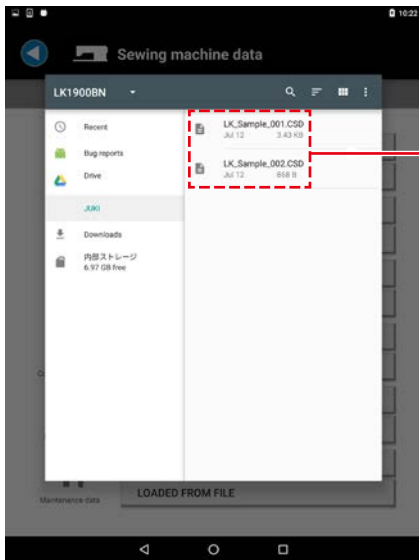 10:22
Sewing machine data
LK1900BN
Recent
Bug reports
Drive
JUKI
Downloads
内部ストレージ
6.97 GB free
LK_Sample_001.CSD
Jul 12 3.43 KB
LK_Sample_002.CSD
Jul 12 868 B
Maintenance data
LOADED FROM FILE